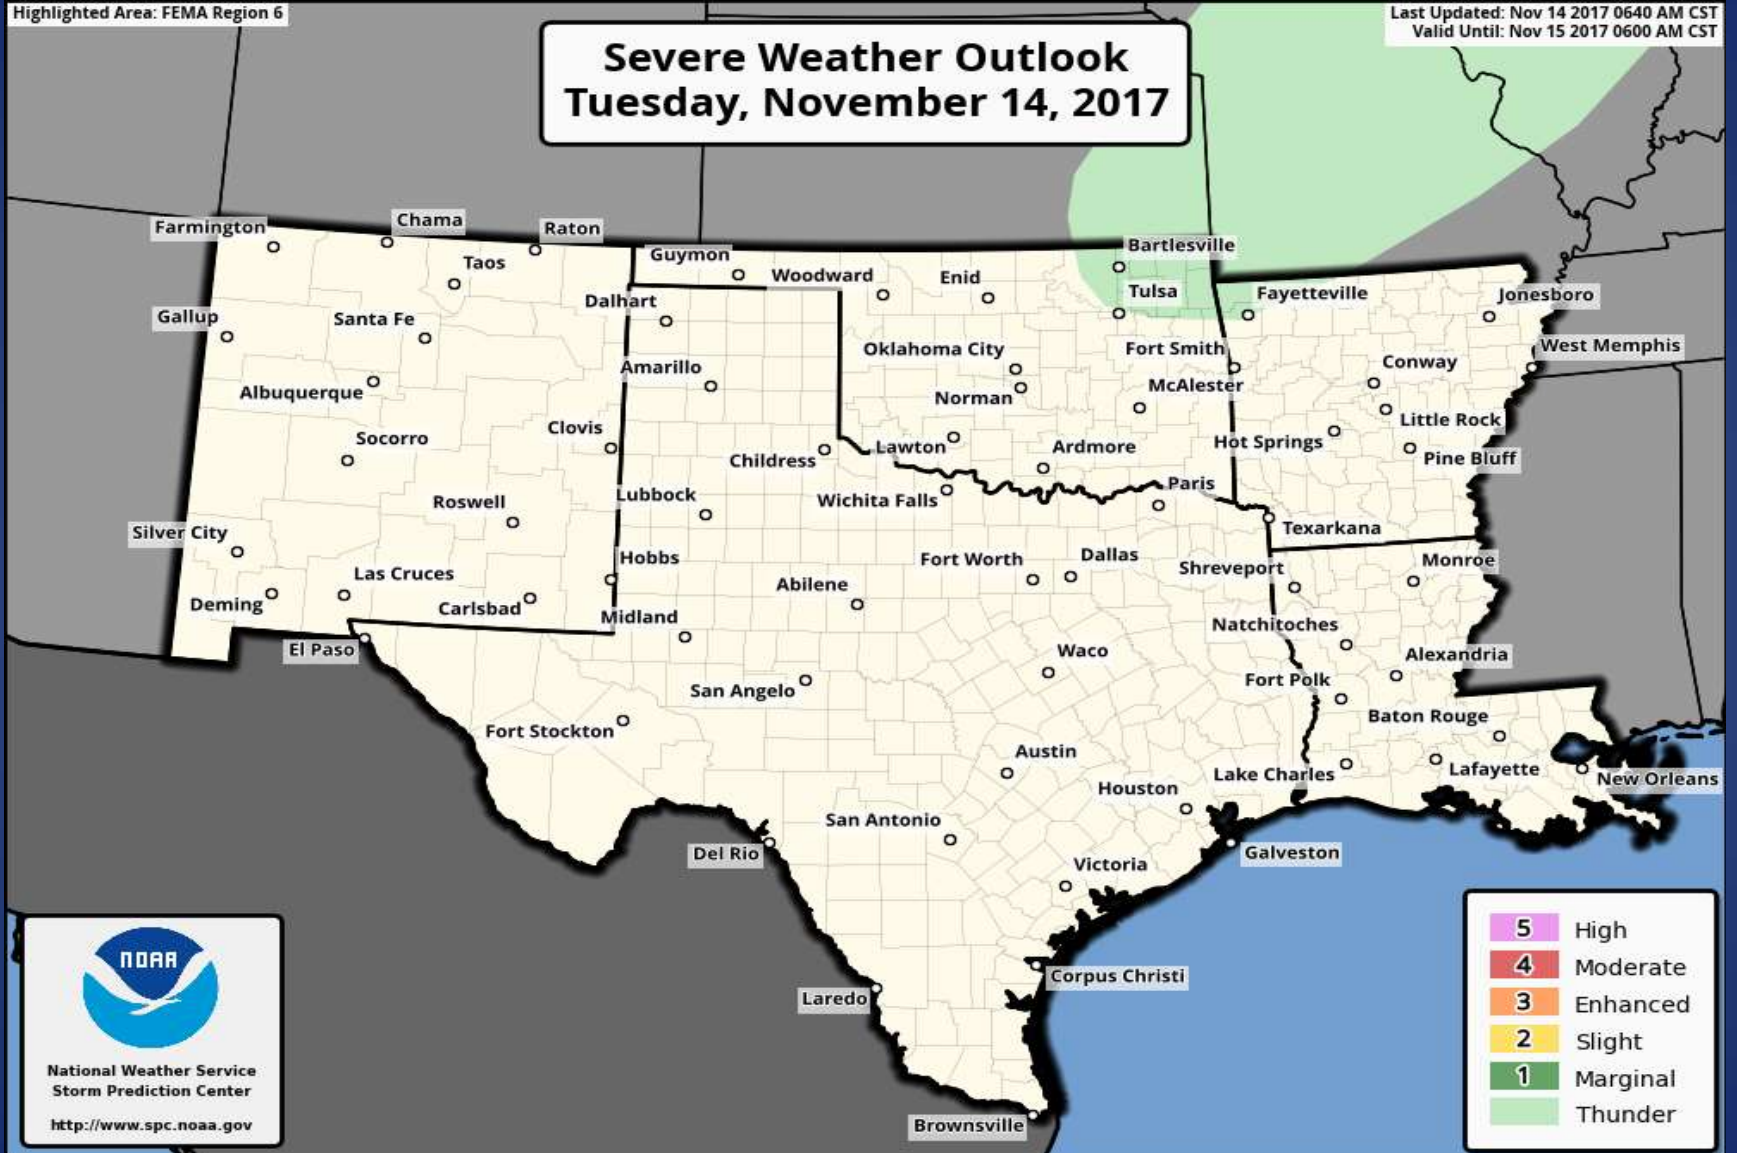 Highlighted Area: FEMA Region 6
Last Updated: Nov 14 2017 0640 AM CST
Valid Until: Nov 15 2017 0600 AM CST
Severe Weather Outlook
Tuesday, November 14, 2017
Farmington
Chama
Raton
Taos
Guymon
Woodward
Enid
Bartlesville
Tulsa
Fayetteville
Jonesboro
Gallup
Santa Fe
Dalhart
Oklahoma City
Fort Smith
West Memphis
Albuquerque
Amarillo
Norman
McAlester
Conway
Little Rock
Socorro
Clovis
Childress
Lawton
Ardmore
Hot Springs
Pine Bluff
Roswell
Lubbock
Wichita Falls
Paris
Texarkana
Silver City
Las Cruces
Hobbs
Abilene
Fort Worth
Dallas
Shreveport
Monroe
Deming
Carlsbad
Midland
Natchitoches
El Paso
San Angelo
Waco
Alexandria
Fort Polk
Fort Stockton
Baton Rouge
Austin
Lake Charles
Lafayette
New Orleans
Houston
San Antonio
Del Rio
Galveston
Victoria
Corpus Christi
Laredo
Brownsville
NOAA
National Weather Service
Storm Prediction Center
http://www.spc.noaa.gov
5 High
4 Moderate
3 Enhanced
2 Slight
1 Marginal
Thunder